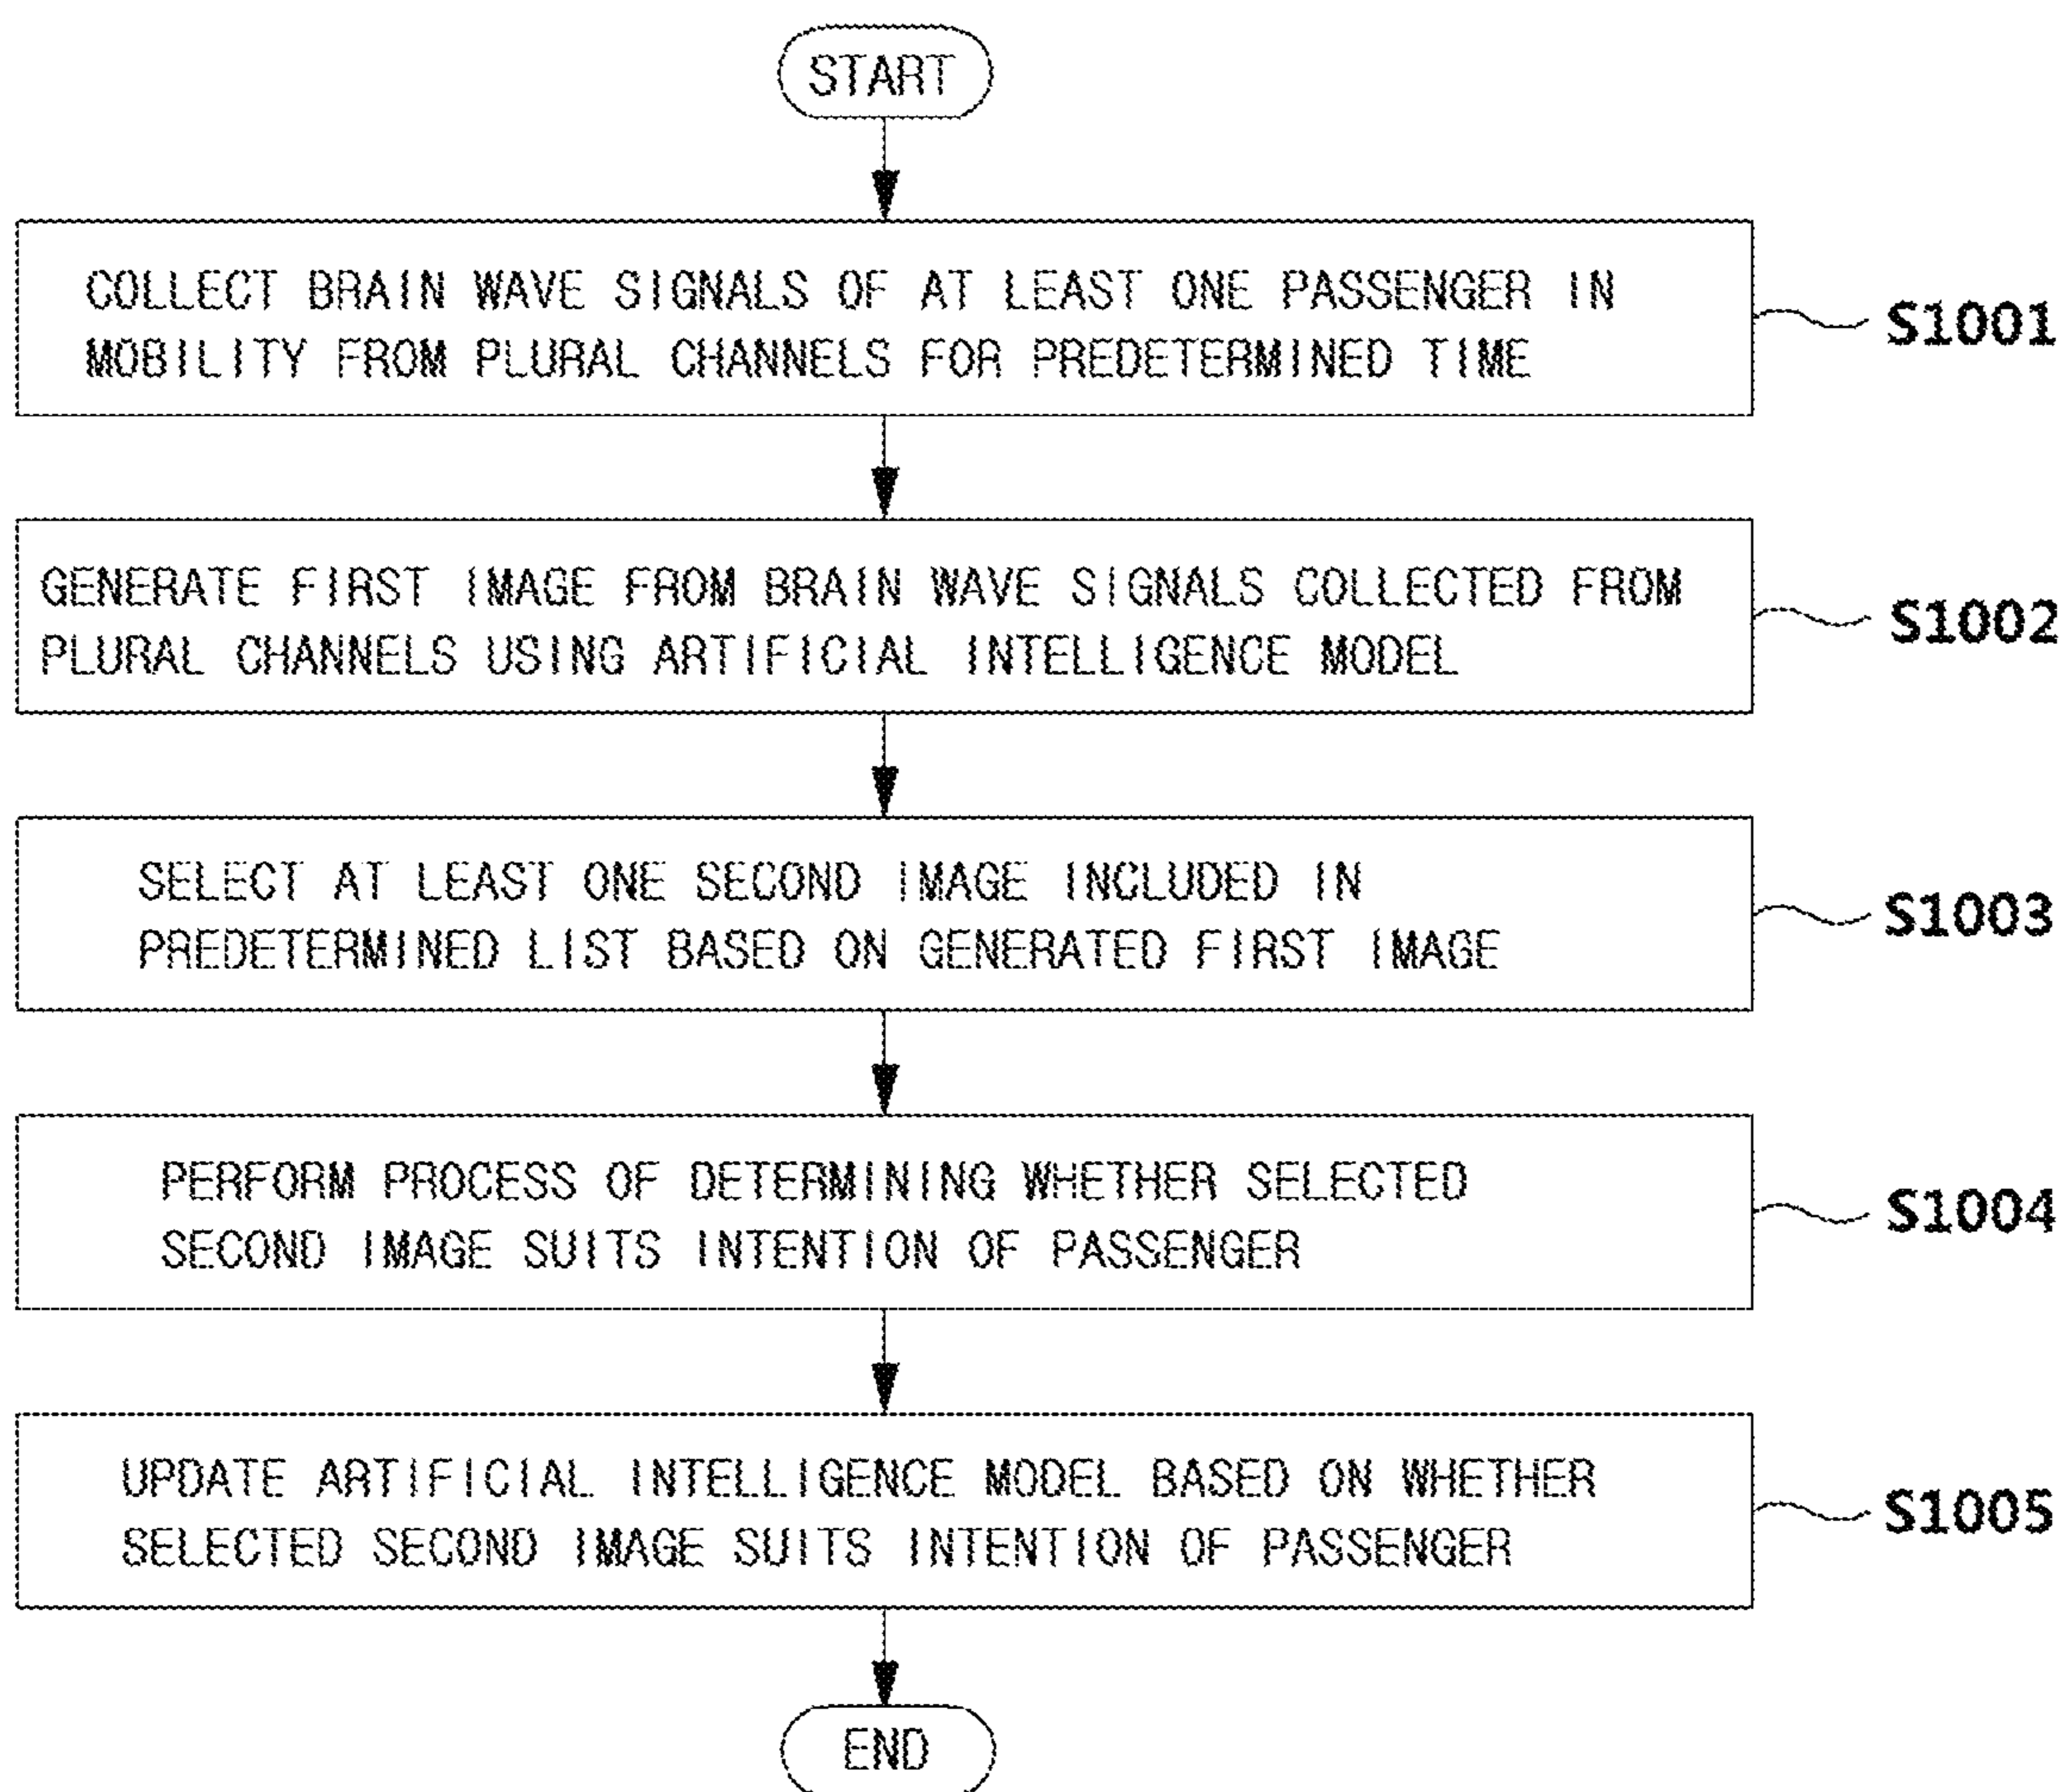 START
COLLECT BRAIN WAVE SIGNALS OF AT LEAST ONE PASSENGER IN
MOBILITY FROM PLURAL CHANNELS FOR PREDETERMINED TIME
S1001
GENERATE FIRST IMAGE FROM BRAIN WAVE SIGNALS COLLECTED FROM
PLURAL CHANNELS USING ARTIFICIAL INTELLIGENCE MODEL
S1002
SELECT AT LEAST ONE SECOND IMAGE INCLUDED IN
PREDETERMINED LIST BASED ON GENERATED FIRST IMAGE
S1003
PERFORM PROCESS OF DETERMINING WHETHER SELECTED
SECOND IMAGE SUITS INTENTION OF PASSENGER
S1004
UPDATE ARTIFICIAL INTELLIGENCE MODEL BASED ON WHETHER
SELECTED SECOND IMAGE SUITS INTENTION OF PASSENGER
S1005
END